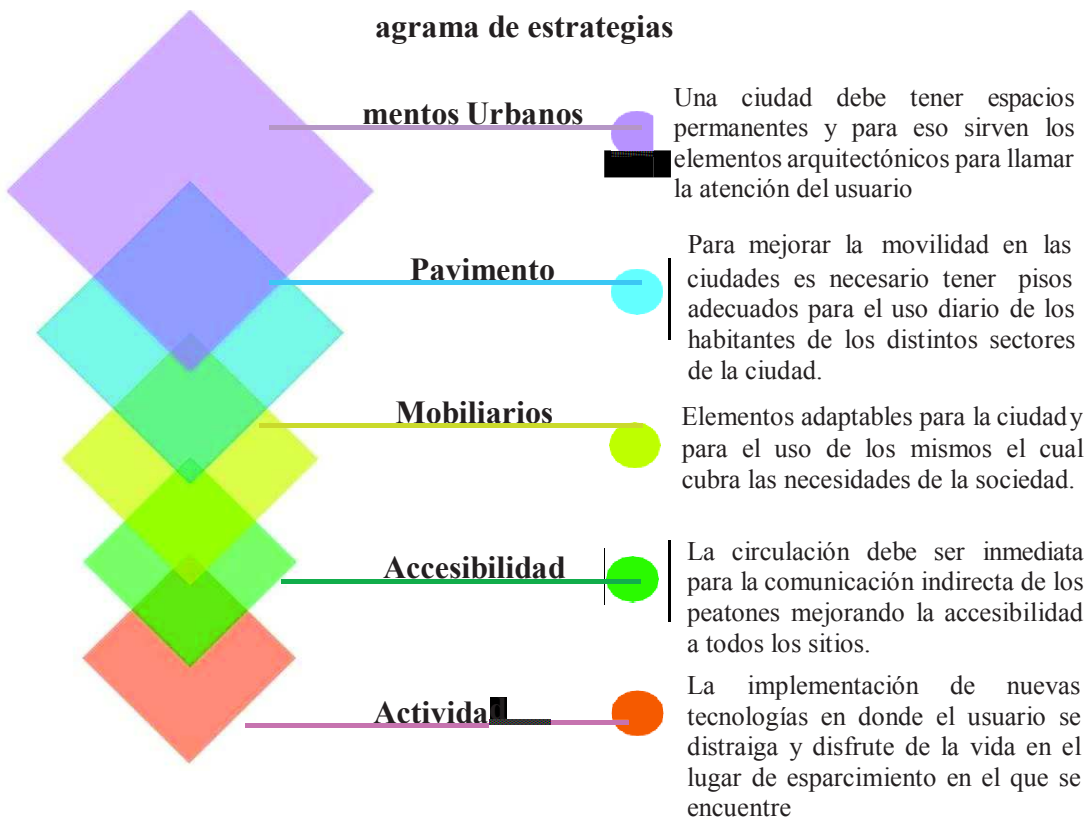 agrama de estrategias
mentos Urbanos
Una ciudad debe tener espacios
permanentes y para eso sirven los
elementos arquitectónicos para llamar
la atención del usuario
Pavimento
Para mejorar la movilidad en las
ciudades es necesario tener pisos
adecuados para el uso diario de los
habitantes de los distintos sectores
de la ciudad.
Mobiliarios
Elementos adaptables para la ciudad y
para el uso de los mismos el cual
cubra las necesidades de la sociedad.
Accesibilidad
La circulación debe ser inmediata
para la comunicación indirecta de los
peatones mejorando la accesibilidad
a todos los sitios.
Actividad
La implementación de nuevas
tecnologías en donde el usuario se
distraiga y disfrute de la vida en el
lugar de esparcimiento en el que se
encuentre